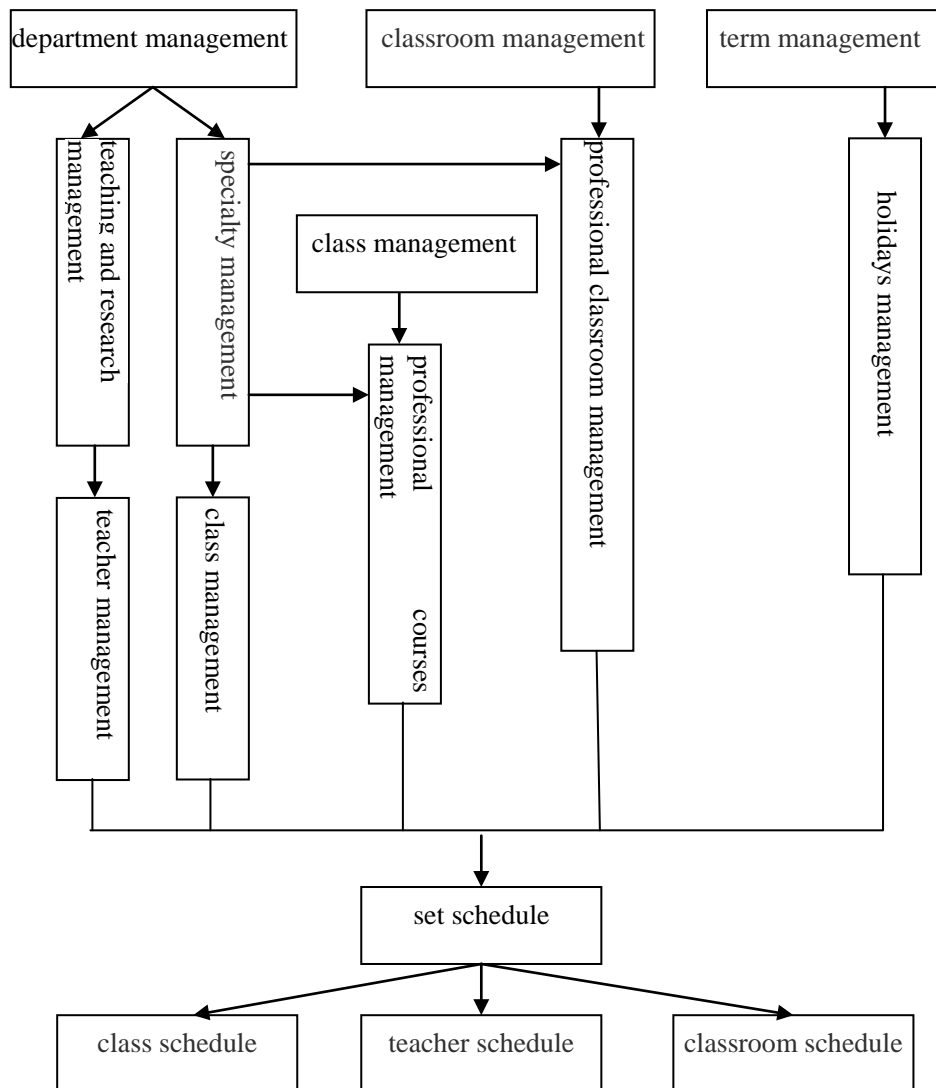 department management
classroom management
term management
teaching and research
management
specialty management
professional classroom management
holidays management
class management
professional courses
management
teacher management
class management
set schedule
class schedule
teacher schedule
classroom schedule